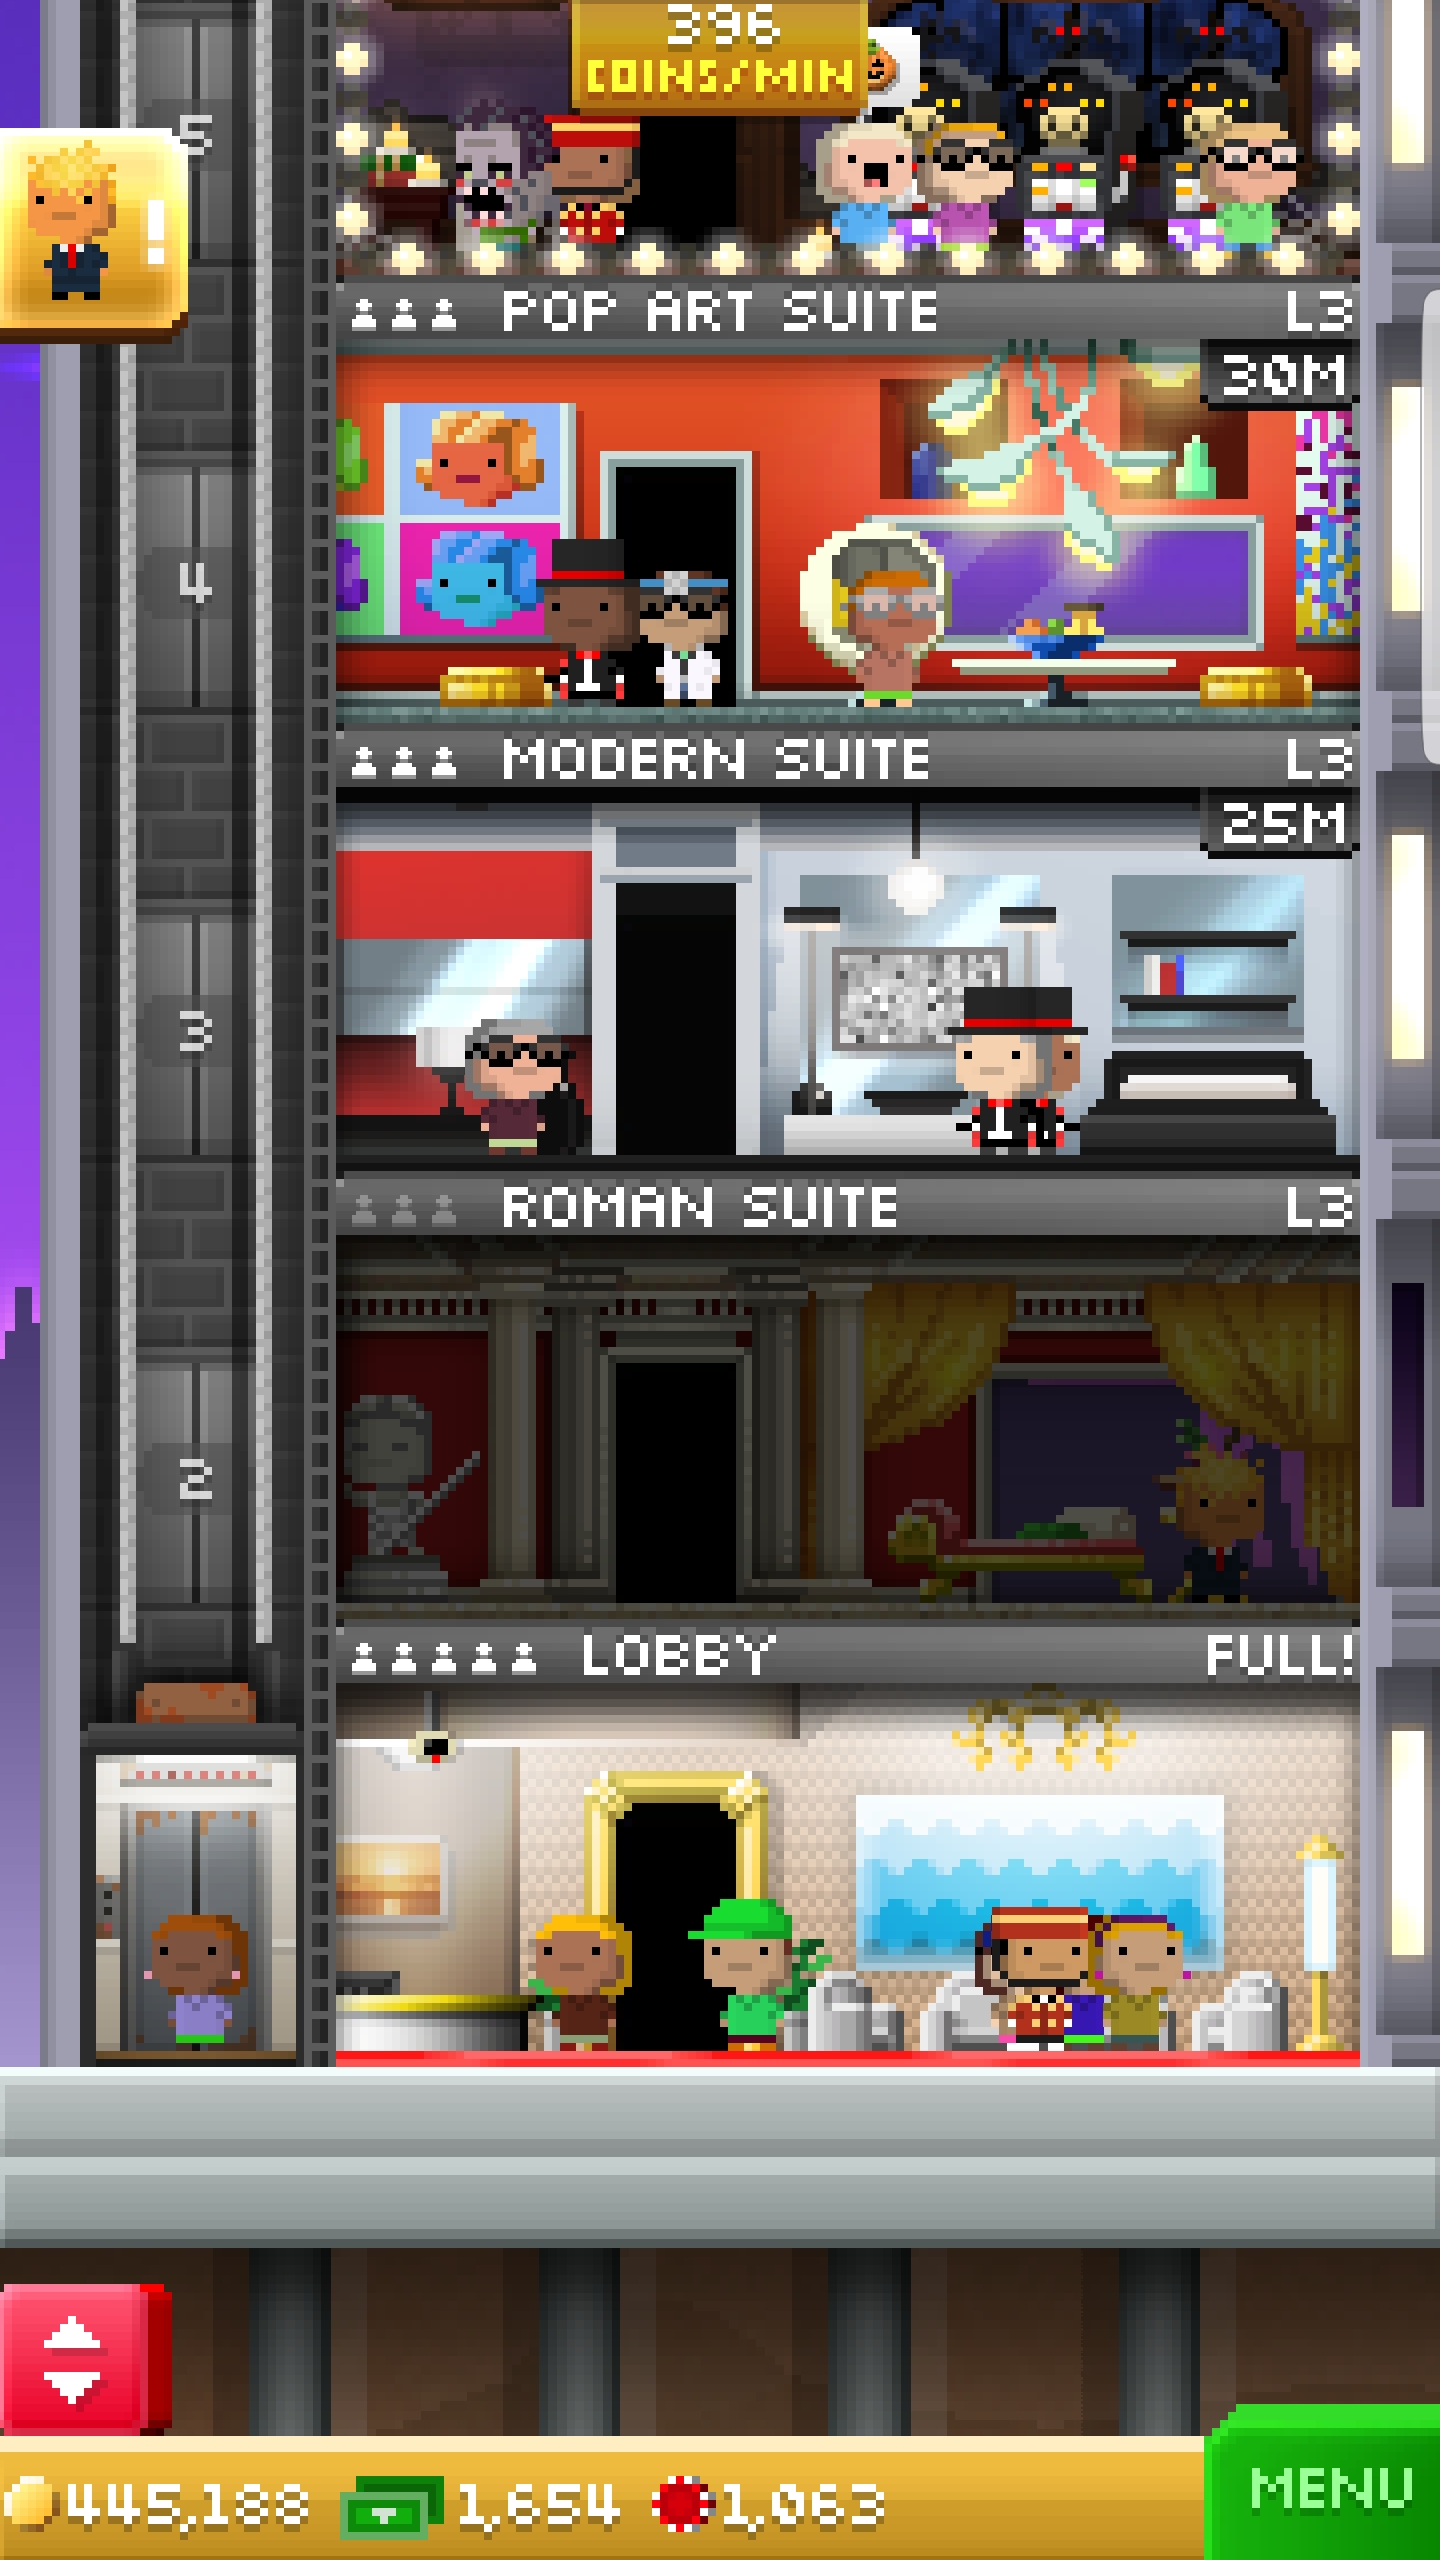 396
COINS/MIN
5
!
POP ART SUITE L3
30M
4
MODERN SUITE L3
25M
3
ROMAN SUITE L3
2
LOBBY FULL!
445,188 1,654 1,063
MENU